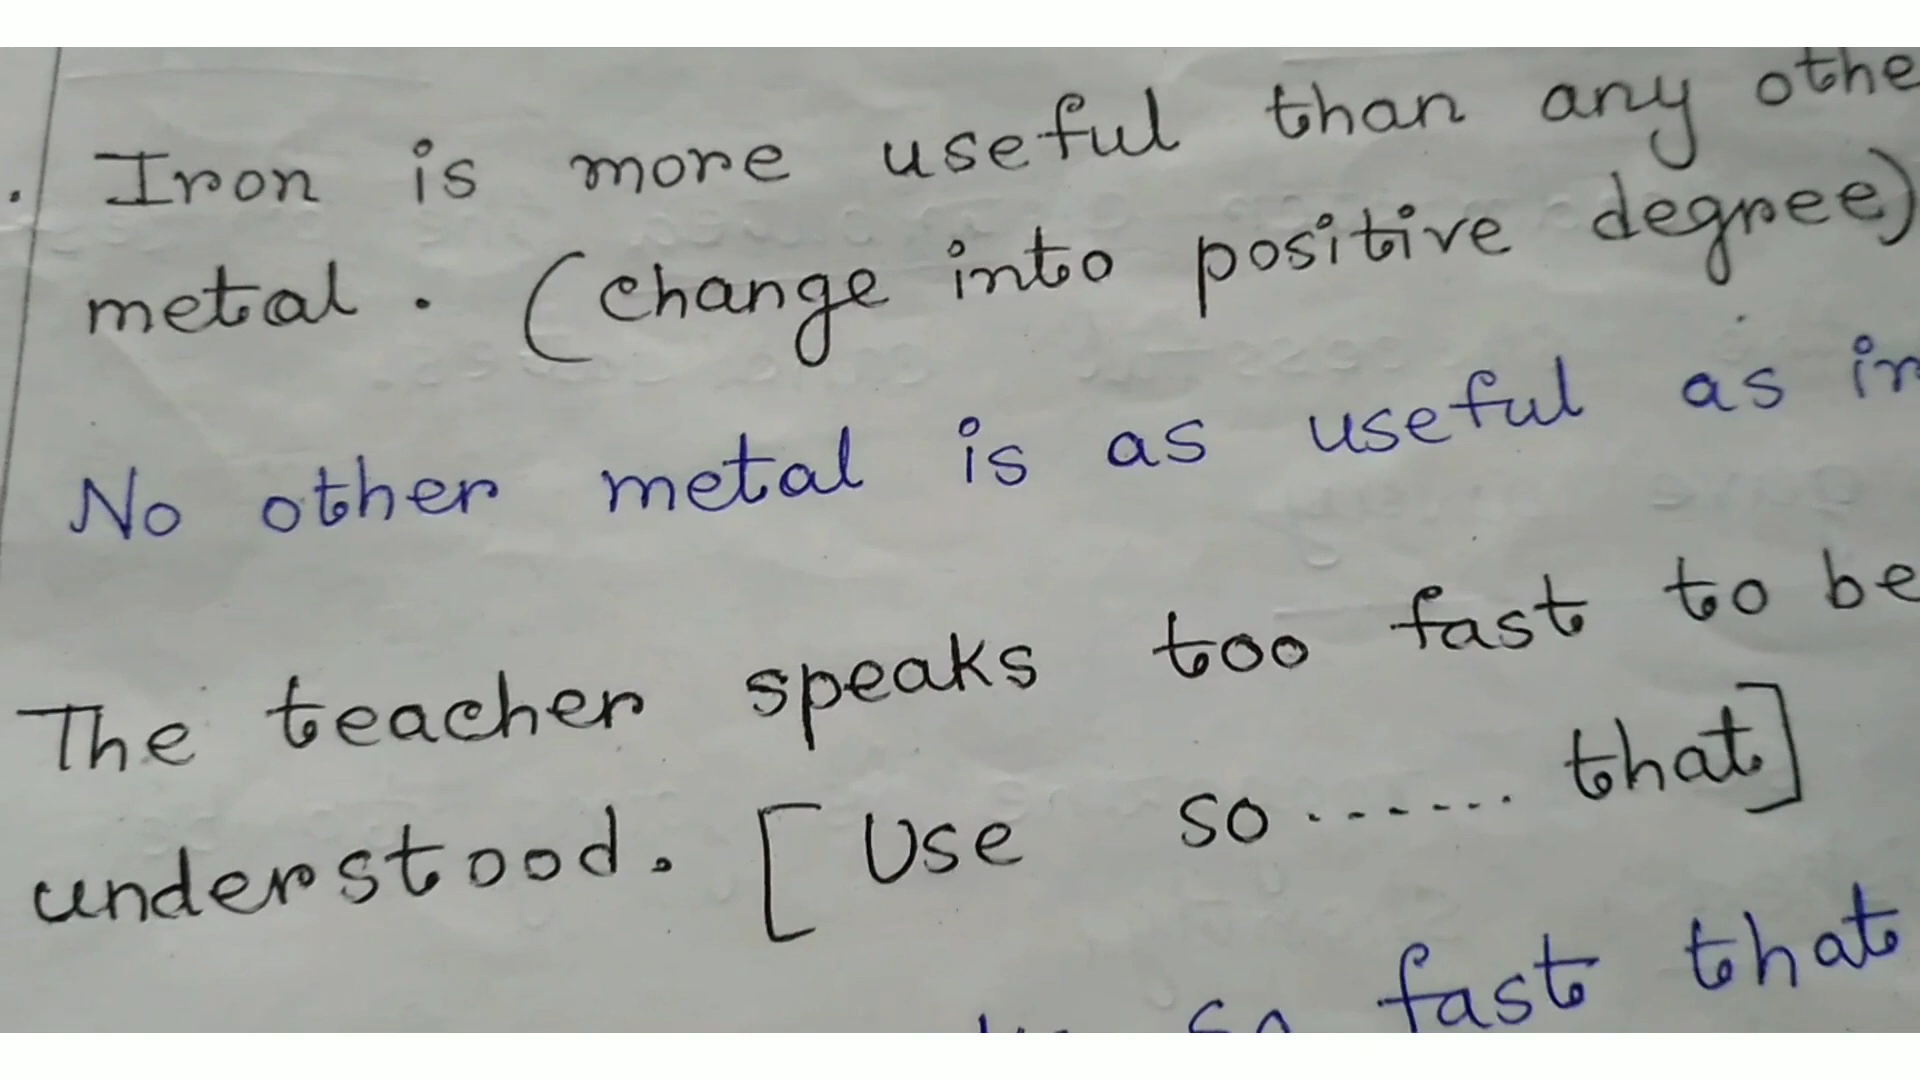 . Iron is more useful than any othe
metal. (change into positive degree)
No other metal is as useful as
The teacher speaks too fast to be
understood. [Use so ...... that]
so fast that